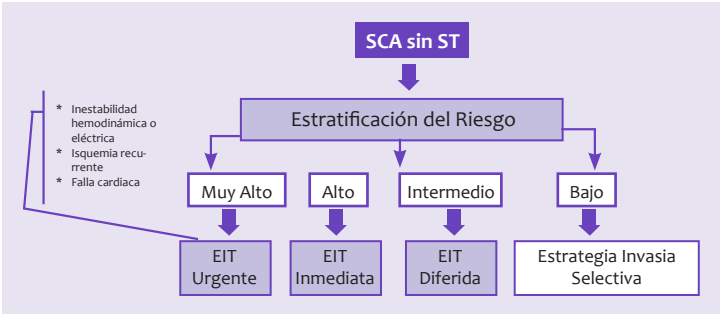 SCA sin ST
Estratificación del Riesgo
* Inestabilidad
hemodinámica o
eléctrica
* Isquemia recu-
rrente
* Falla cardiaca
Muy Alto
Alto
Intermedio
Bajo
EIT
Urgente
EIT
Inmediata
EIT
Diferida
Estrategia Invasia
Selectiva